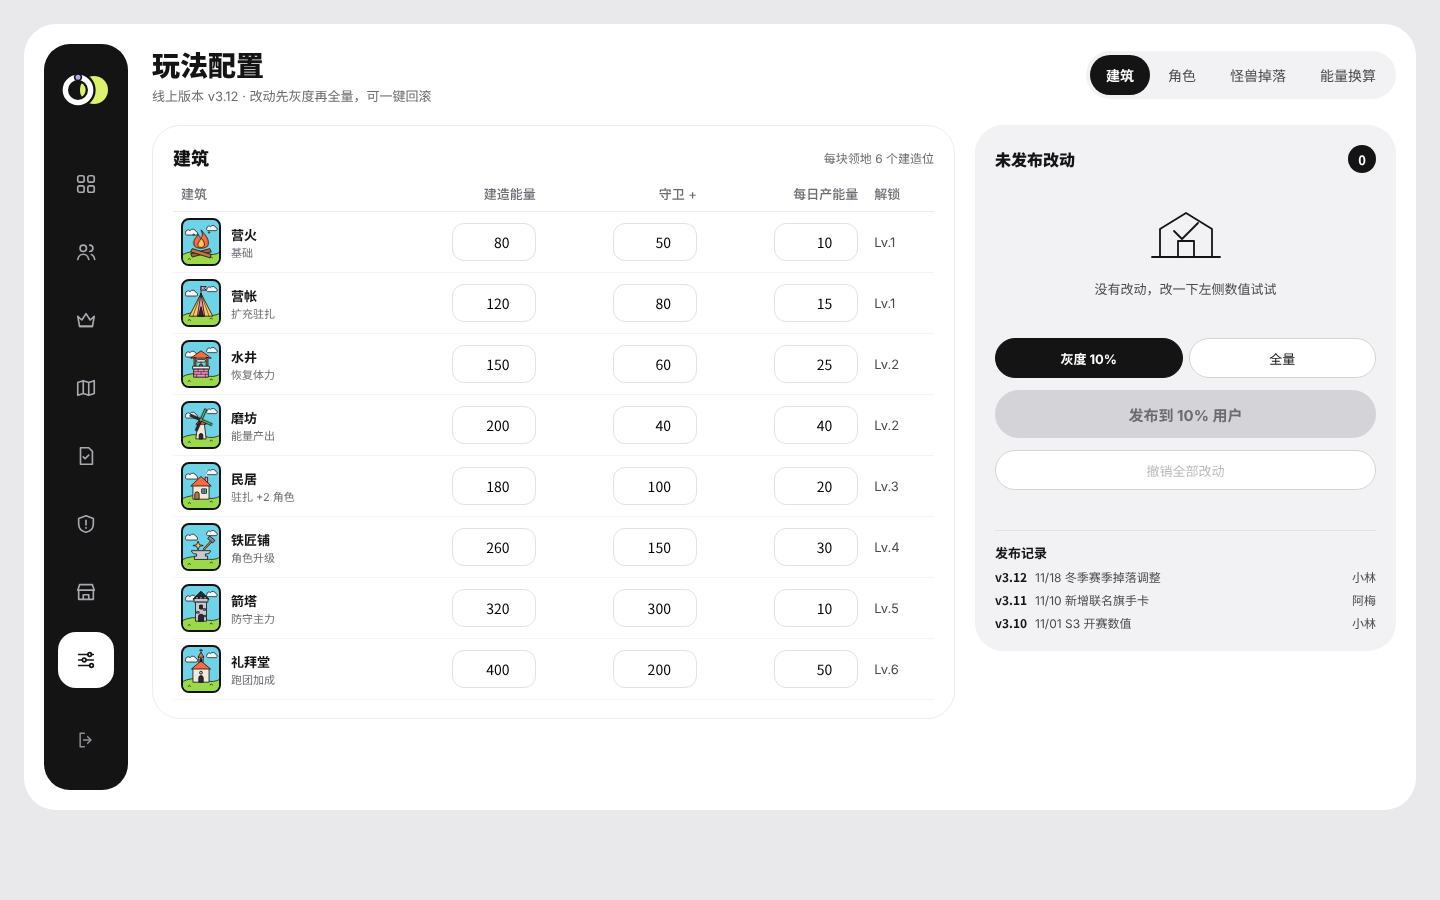 玩法配置
线上版本 v3.12 · 改动先灰度再全量，可一键回滚
建筑 角色 怪兽掉落 能量换算
建筑
每块领地 6 个建造位
建筑 建造能量 守卫 + 每日产能量 解锁
营火
基础
80 50 10 Lv.1
营帐
扩充驻扎
120 80 15 Lv.1
水井
恢复体力
150 60 25 Lv.2
磨坊
能量产出
200 40 40 Lv.2
民居
驻扎 +2 角色
180 100 20 Lv.3
铁匠铺
角色升级
260 150 30 Lv.4
箭塔
防守主力
320 300 10 Lv.5
礼拜堂
跑团加成
400 200 50 Lv.6
未发布改动 0
没有改动，改一下左侧数值试试
灰度 10% 全量
发布到 10% 用户
撤销全部改动
发布记录
v3.12 11/18 冬季赛季掉落调整 小林
v3.11 11/10 新增联名旗手卡 阿梅
v3.10 11/01 S3 开赛数值 小林